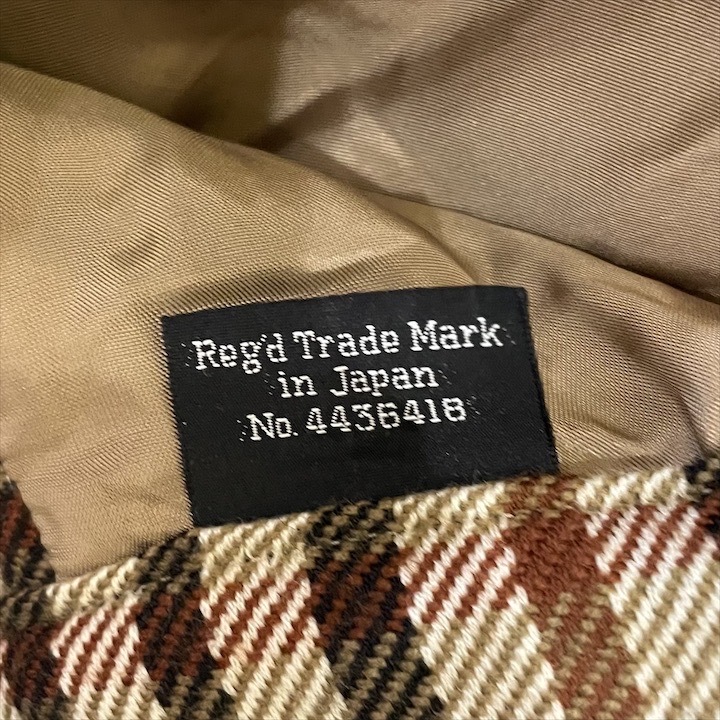 Reg'd Trade Mark
in Japan
No. 4436418